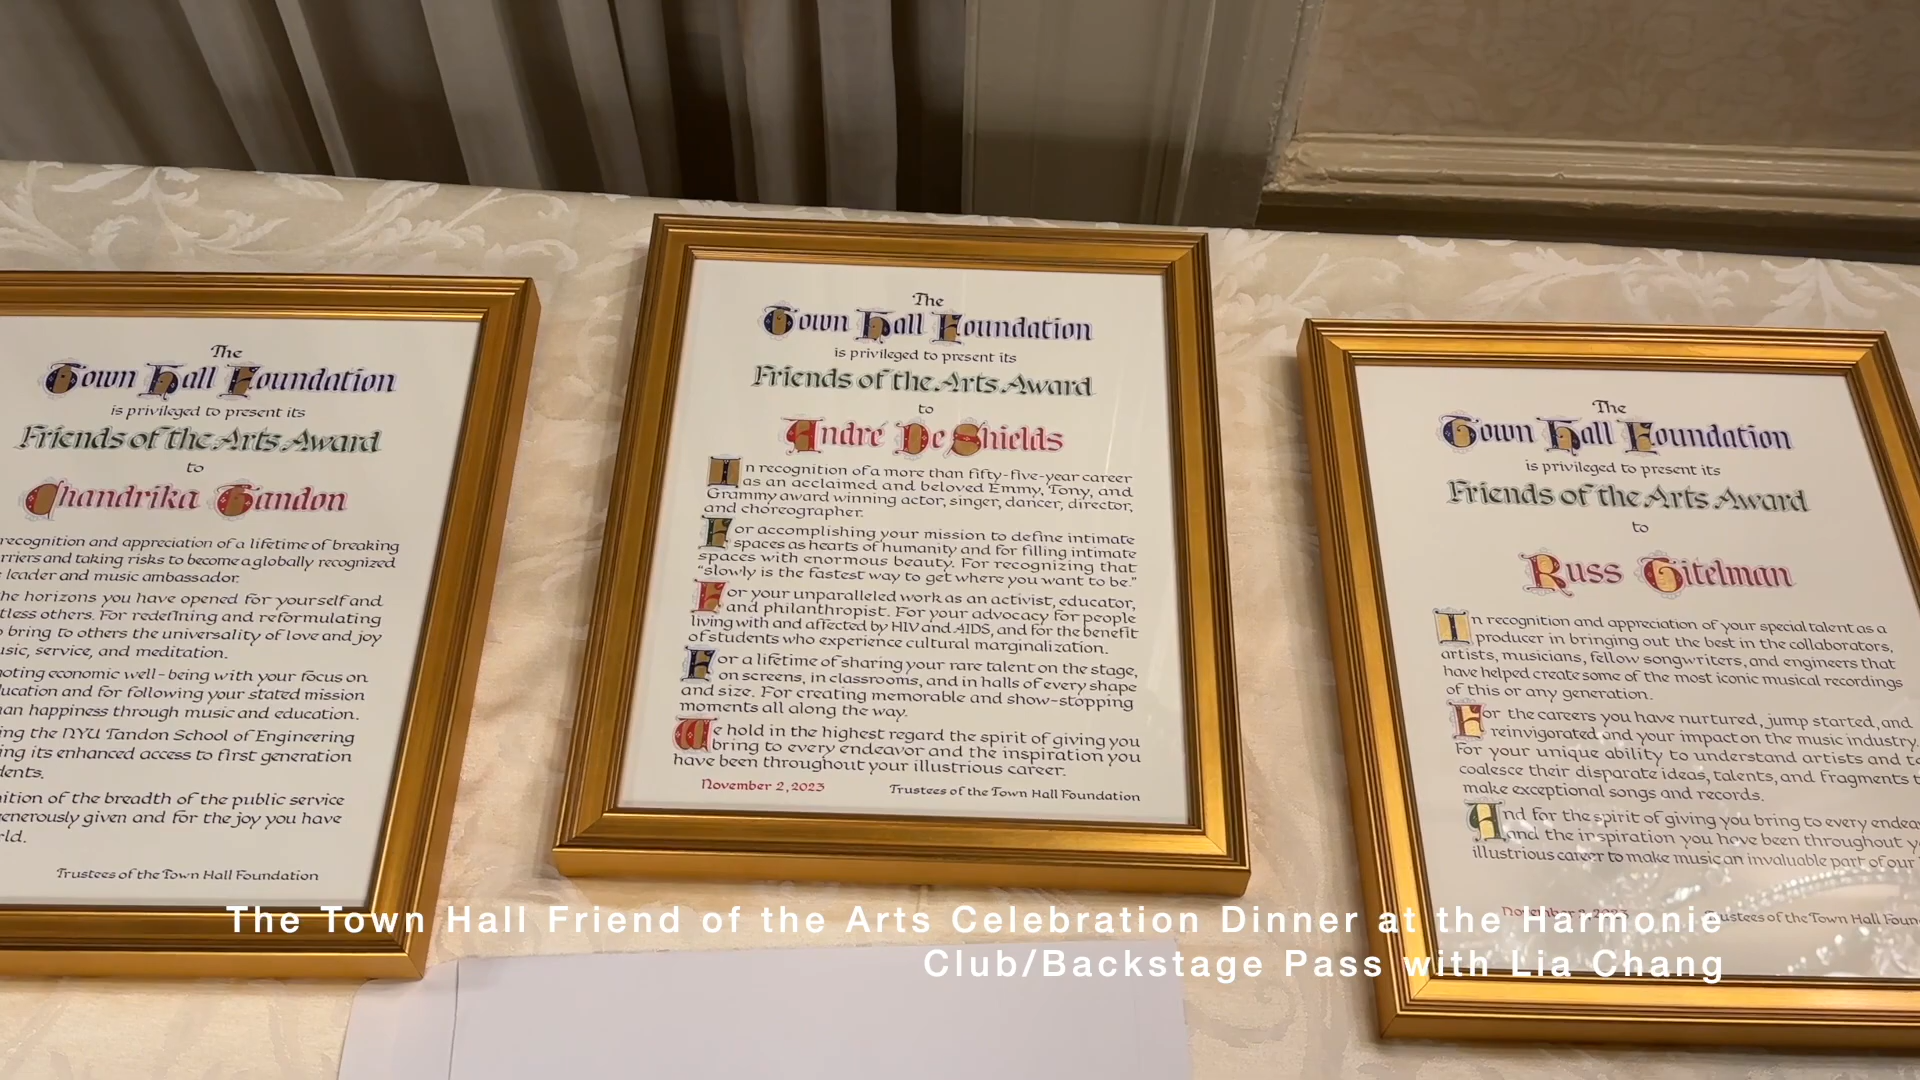 The
Town Hall Foundation
is privileged to present its
Friends of the Arts Award
to
Chandrika Tandon
recognition and appreciation of a lifetime of breaking
and taking risks to become a globally recognized
leader and music ambassador.
the horizons you have opened for yourself and
others. For redefining and reformulating
bring to others the universality of love and joy
service, and meditation.
economic well-being with your focus on
and for following your stated mission
happiness through music and education.
the NYU Tandon School of Engineering
its enhanced access to first generation
of the breadth of the public service
generously given and for the joy you have
Trustees of the Town Hall Foundation
The
Town Hall Foundation
is privileged to present its
Friends of the Arts Award
to
André De Shields
In recognition of a more than fifty-five-year career
as an acclaimed and beloved Emmy, Tony, and
Grammy award winning actor, singer, dancer, director,
and choreographer.
For accomplishing your mission to define intimate
spaces as hearts of humanity and for filling intimate
spaces with enormous beauty. For recognizing that
"slowly is the fastest way to get where you want to be."
For your unparalleled work as an activist, educator,
and philanthropist. For your advocacy for people
living with and affected by HIV and AIDS, and for the benefit
of students who experience cultural marginalization.
For a lifetime of sharing your rare talent on the stage,
on screens, in classrooms, and in halls of every shape
and size. For creating memorable and show-stopping
moments all along the way.
We hold in the highest regard the spirit of giving you
bring to every endeavor and the inspiration you
have been throughout your illustrious career.
November 2, 2023 Trustees of the Town Hall Foundation
The
Town Hall Foundation
is privileged to present its
Friends of the Arts Award
to
Russ Titelman
In recognition and appreciation of your special talent as a
producer in bringing out the best in the collaborators,
artists, musicians, fellow songwriters, and engineers that
have helped create some of the most iconic musical recordings
of this or any generation.
For the careers you have nurtured, jump started, and
reinvigorated and your impact on the music industry.
For your unique ability to understand artists and to
coalesce their disparate ideas, talents, and fragments
make exceptional songs and records.
And for the spirit of giving you bring to every
and the inspiration you have been throughout
illustrious career to make music an invaluable part of our
November 2, 2023 Trustees of the Town Hall
The Town Hall Friend of the Arts Celebration Dinner at the Harmonie
Club/Backstage Pass with Lia Chang